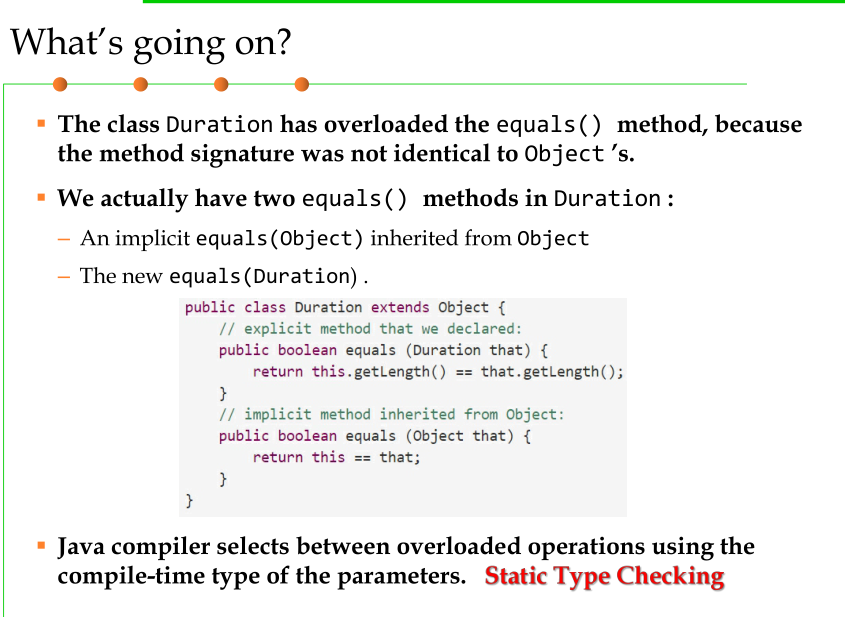 What’s going on?
▪ The class Duration has overloaded the equals() method, because
the method signature was not identical to Object ’s.
▪ We actually have two equals() methods in Duration :
– An implicit equals(Object) inherited from Object
– The new equals(Duration) .
public class Duration extends Object {
    // explicit method that we declared:
    public boolean equals (Duration that) {
        return this.getLength() == that.getLength();
    }
    // implicit method inherited from Object:
    public boolean equals (Object that) {
        return this == that;
    }
}
▪ Java compiler selects between overloaded operations using the
compile-time type of the parameters. Static Type Checking